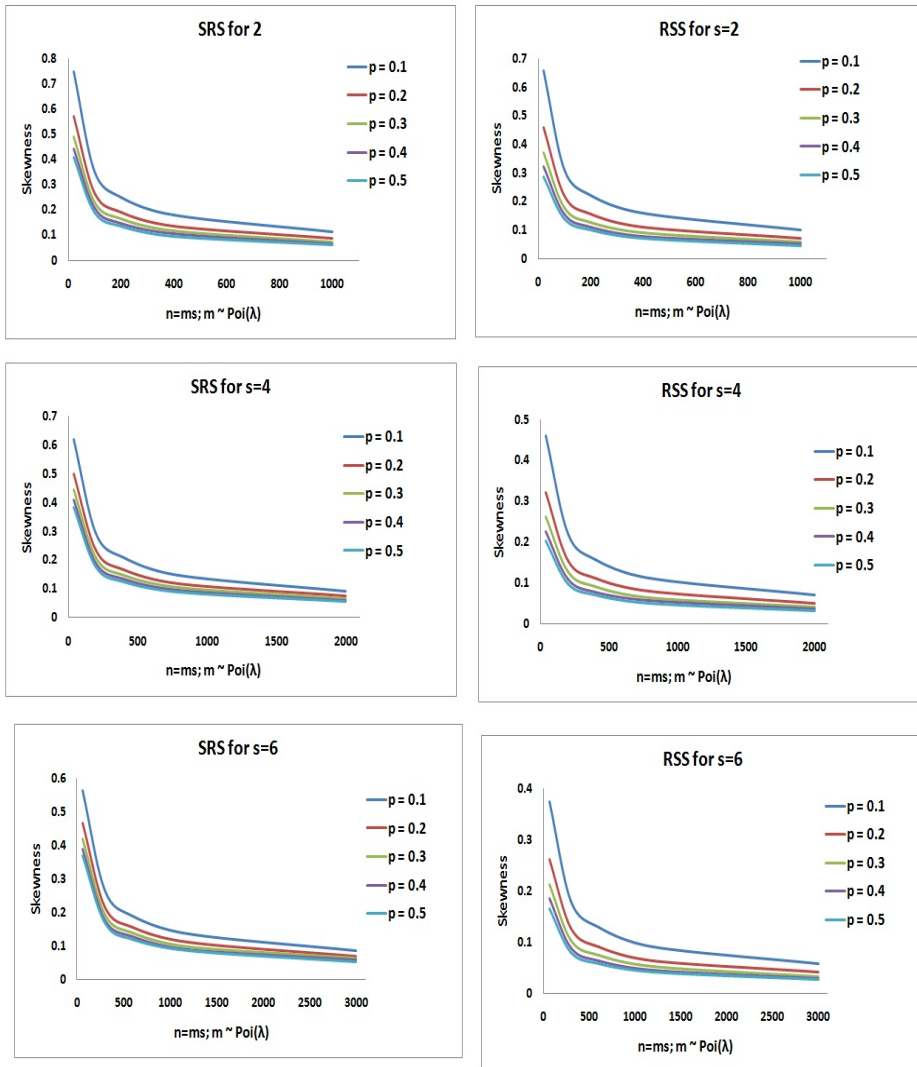 SRS for 2
0.8
0.7
0.6
0.5
0.4
0.3
0.2
0.1
0
Skewness
0 200 400 600 800 1000
n=ms; m ~ Poi(λ)
p = 0.1
p = 0.2
p = 0.3
p = 0.4
p = 0.5
RSS for s=2
0.7
0.6
0.5
0.4
0.3
0.2
0.1
0
Skewness
0 200 400 600 800 1000
n=ms; m ~ Poi(λ)
p = 0.1
p = 0.2
p = 0.3
p = 0.4
p = 0.5
SRS for s=4
0.7
0.6
0.5
0.4
0.3
0.2
0.1
0
Skewness
0 500 1000 1500 2000
n=ms; m ~ Poi(λ)
p = 0.1
p = 0.2
p = 0.3
p = 0.4
p = 0.5
RSS for s=4
0.5
0.4
0.3
0.2
0.1
0
Skewness
0 500 1000 1500 2000
n=ms; m ~ Poi(λ)
p = 0.1
p = 0.2
p = 0.3
p = 0.4
p = 0.5
SRS for s=6
0.6
0.5
0.4
0.3
0.2
0.1
0
Skewness
0 500 1000 1500 2000 2500 3000
n=ms; m ~ Poi(λ)
p = 0.1
p = 0.2
p = 0.3
p = 0.4
p = 0.5
RSS for s=6
0.4
0.3
0.2
0.1
0
Skewness
0 500 1000 1500 2000 2500 3000
n=ms; m ~ Poi(λ)
p = 0.1
p = 0.2
p = 0.3
p = 0.4
p = 0.5